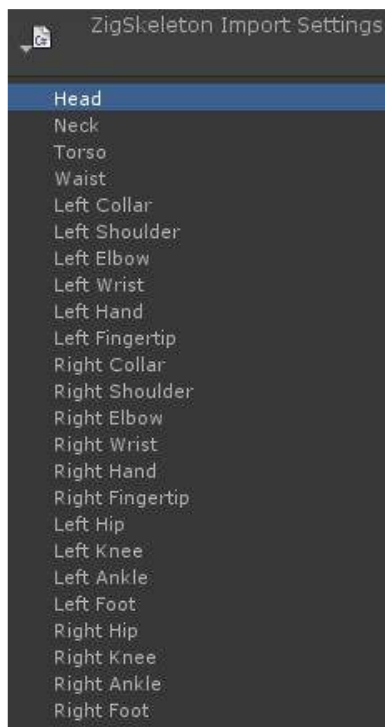 ZigSkeleton Import Settings
C#
Head
Neck
Torso
Waist
Left Collar
Left Shoulder
Left Elbow
Left Wrist
Left Hand
Left Fingertip
Right Collar
Right Shoulder
Right Elbow
Right Wrist
Right Hand
Right Fingertip
Left Hip
Left Knee
Left Ankle
Left Foot
Right Hip
Right Knee
Right Ankle
Right Foot